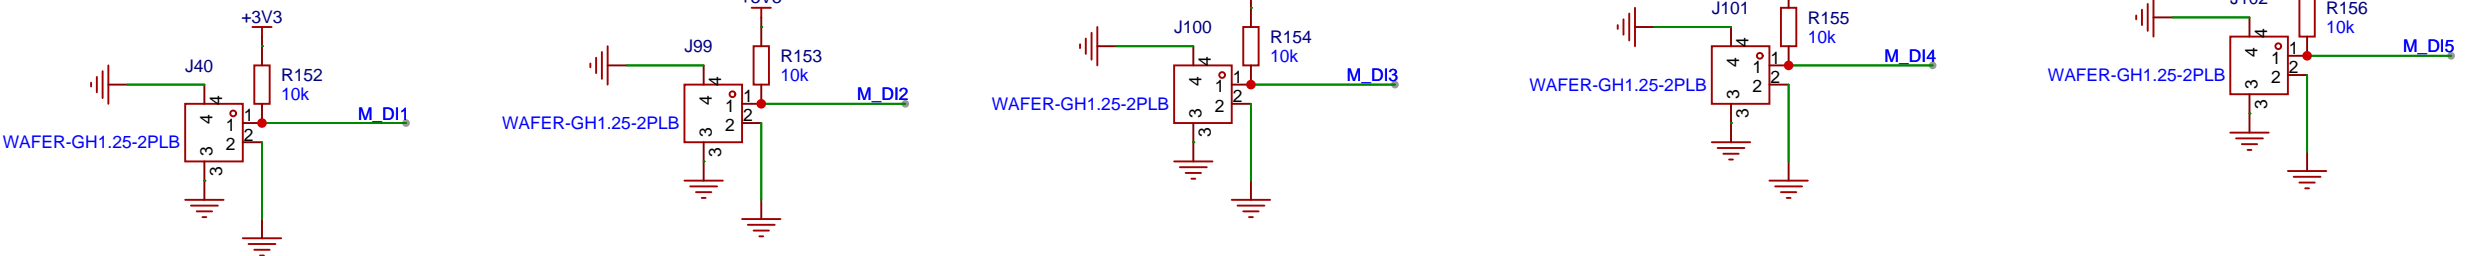 +3V3
J40
R152
10k
4
4
1
1
2
2
3
3
M_DI1
WAFER-GH1.25-2PLB
J99
R153
10k
4
4
1
1
2
2
3
3
M_DI2
WAFER-GH1.25-2PLB
J100
R154
10k
4
4
1
1
2
2
3
3
M_DI3
WAFER-GH1.25-2PLB
J101
R155
10k
4
4
1
1
2
2
3
3
M_DI4
WAFER-GH1.25-2PLB
J102
R156
10k
4
4
1
1
2
2
3
3
M_DI5
WAFER-GH1.25-2PLB